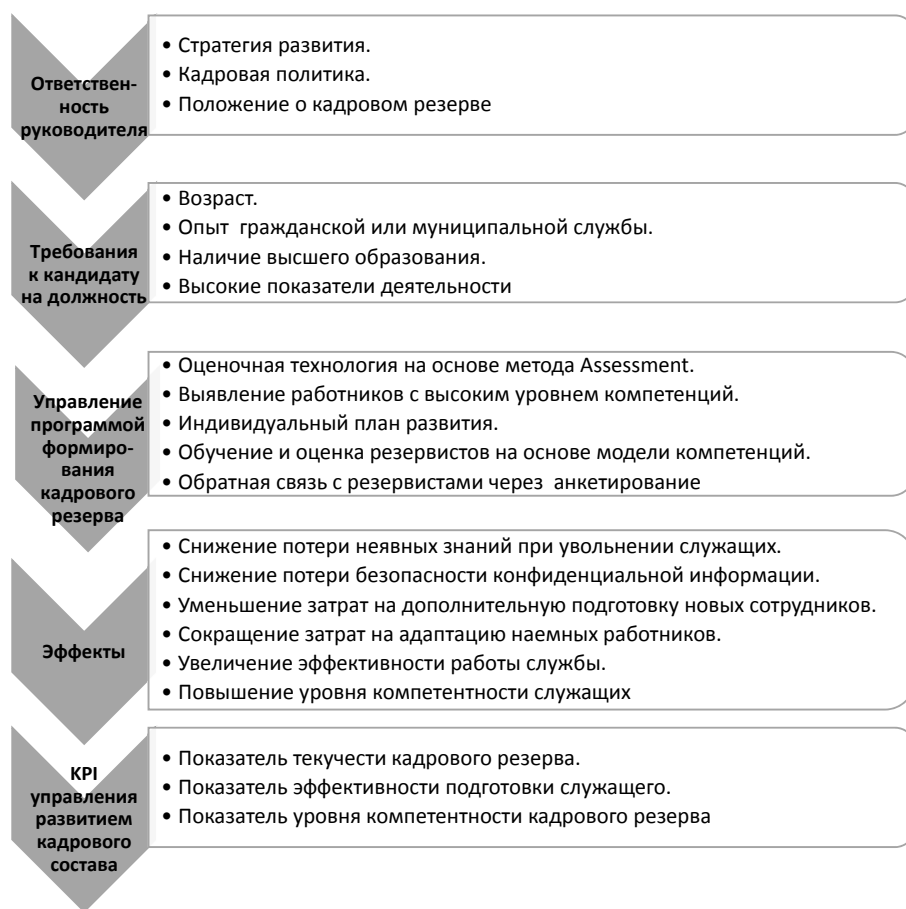 Ответствен-
ность
руководителя
• Стратегия развития.
• Кадровая политика.
• Положение о кадровом резерве
Требования
к кандидату
на должность
• Возраст.
• Опыт гражданской или муниципальной службы.
• Наличие высшего образования.
• Высокие показатели деятельности
Управление
программой
формиро-
вания
кадрового
резерва
• Оценочная технология на основе метода Assessment.
• Выявление работников с высоким уровнем компетенций.
• Индивидуальный план развития.
• Обучение и оценка резервистов на основе модели компетенций.
• Обратная связь с резервистами через анкетирование
Эффекты
• Снижение потери неявных знаний при увольнении служащих.
• Снижение потери безопасности конфиденциальной информации.
• Уменьшение затрат на дополнительную подготовку новых сотрудников.
• Сокращение затрат на адаптацию наемных работников.
• Увеличение эффективности работы службы.
• Повышение уровня компетентности служащих
KPI
управления
развитием
кадрового
состава
• Показатель текучести кадрового резерва.
• Показатель эффективности подготовки служащего.
• Показатель уровня компетентности кадрового резерва